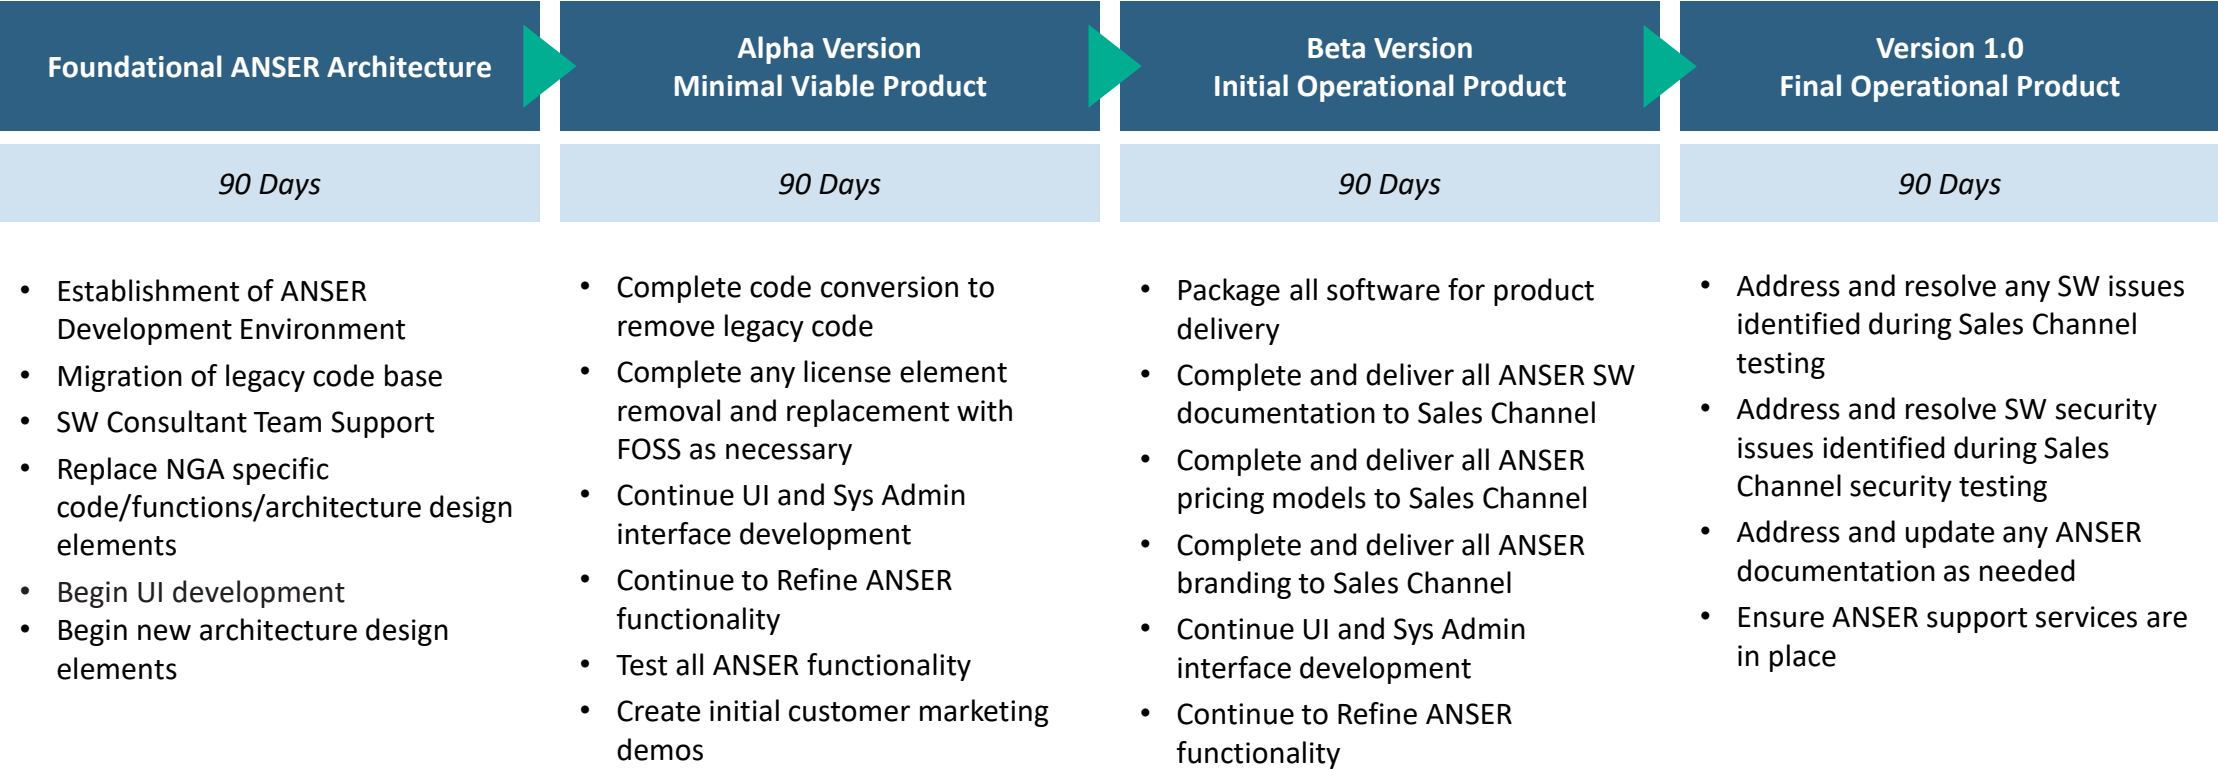 Foundational ANSER Architecture
90 Days
• Establishment of ANSER
Development Environment
• Migration of legacy code base
• SW Consultant Team Support
• Replace NGA specific
code/functions/architecture design
elements
• Begin UI development
• Begin new architecture design
elements
Alpha Version
Minimal Viable Product
90 Days
• Complete code conversion to
remove legacy code
• Complete any license element
removal and replacement with
FOSS as necessary
• Continue UI and Sys Admin
interface development
• Continue to Refine ANSER
functionality
• Test all ANSER functionality
• Create initial customer marketing
demos
Beta Version
Initial Operational Product
90 Days
• Package all software for product
delivery
• Complete and deliver all ANSER SW
documentation to Sales Channel
• Complete and deliver all ANSER
pricing models to Sales Channel
• Complete and deliver all ANSER
branding to Sales Channel
• Continue UI and Sys Admin
interface development
• Continue to Refine ANSER
functionality
Version 1.0
Final Operational Product
90 Days
• Address and resolve any SW issues
identified during Sales Channel
testing
• Address and resolve SW security
issues identified during Sales
Channel security testing
• Address and update any ANSER
documentation as needed
• Ensure ANSER support services are
in place